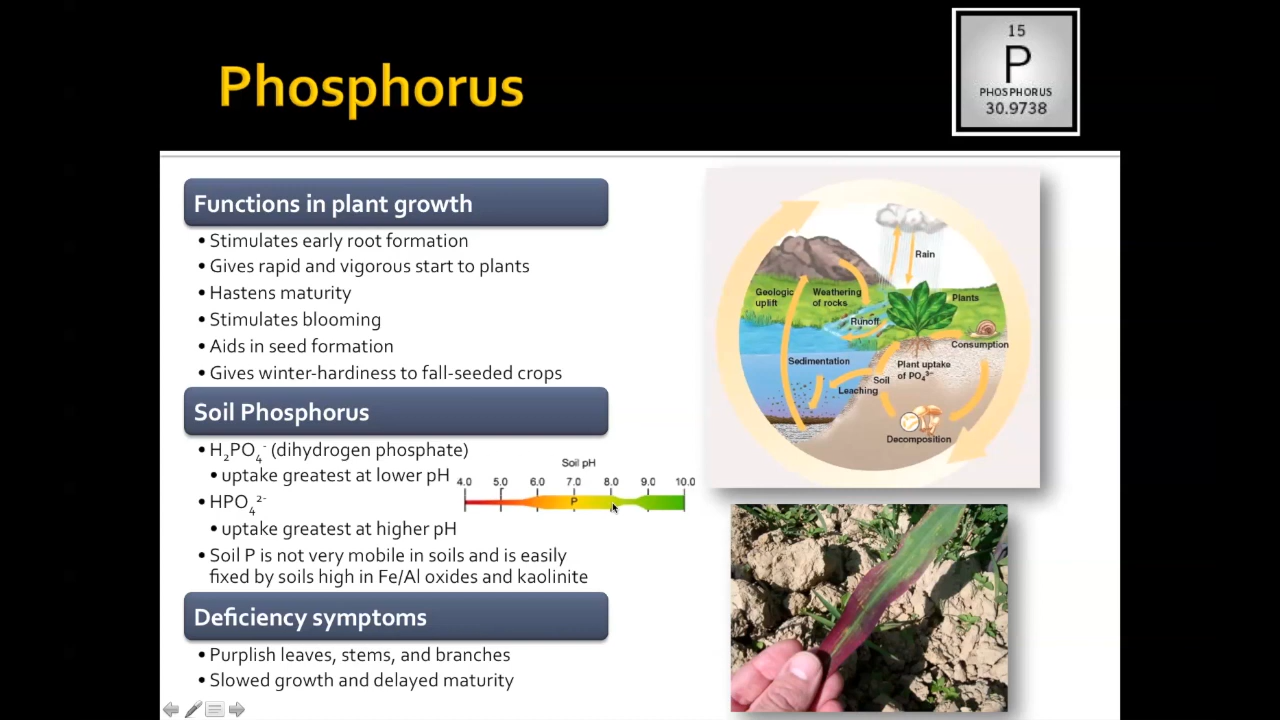 Phosphorus
15
P
PHOSPHORUS
30.9738
Functions in plant growth
• Stimulates early root formation
• Gives rapid and vigorous start to plants
• Hastens maturity
• Stimulates blooming
• Aids in seed formation
• Gives winter-hardiness to fall-seeded crops
Soil Phosphorus
• H₂PO₄⁻ (dihydrogen phosphate)
• uptake greatest at lower pH
• HPO₄²⁻
• uptake greatest at higher pH
• Soil P is not very mobile in soils and is easily
fixed by soils high in Fe/Al oxides and kaolinite
Soil pH
4.0 5.0 6.0 7.0 8.0 9.0 10.0
P
Deficiency symptoms
• Purplish leaves, stems, and branches
• Slowed growth and delayed maturity
Rain
Geologic
uplift
Weathering
of rocks
Plants
Runoff
Consumption
Sedimentation
Plant uptake
of PO₄³⁻
Soil
Leaching
Decomposition